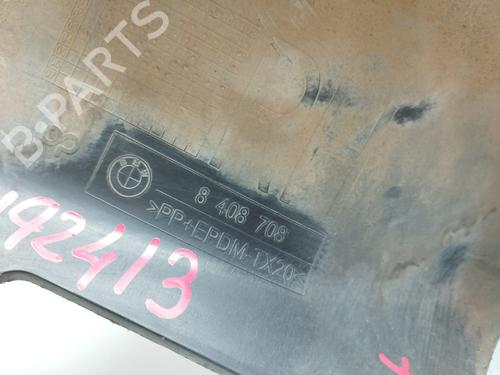 B-PARTS
BMW
8 408 708
>PP+EPDM-TX20<
192413